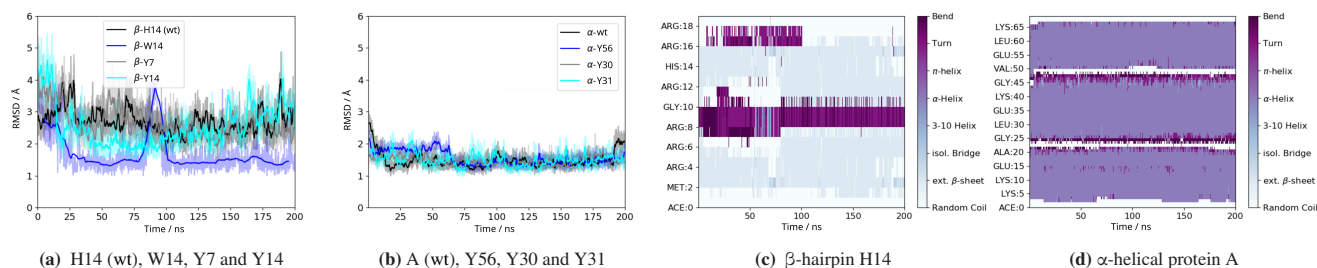 β-H14 (wt)
β-W14
β-Y7
β-Y14
RMSD / Å
6
5
4
3
2
1
0
0 25 50 75 100 125 150 175 200
Time / ns
(a) H14 (wt), W14, Y7 and Y14
α-wt
α-Y56
α-Y30
α-Y31
RMSD / Å
6
5
4
3
2
1
0
25 50 75 100 125 150 175 200
Time / ns
(b) A (wt), Y56, Y30 and Y31
ARG:18
ARG:16
HIS:14
ARG:12
GLY:10
ARG:8
ARG:6
ARG:4
MET:2
ACE:0
50 100 150 200
Time / ns
Bend
Turn
π-helix
α-Helix
3-10 Helix
isol. Bridge
ext. β-sheet
Random Coil
(c) β-hairpin H14
LYS:65
LEU:60
GLU:55
VAL:50
GLY:45
LYS:40
GLU:35
LEU:30
GLY:25
ALA:20
GLU:15
LYS:10
LYS:5
ACE:0
50 100 150 200
Time / ns
Bend
Turn
π-helix
α-Helix
3-10 Helix
isol. Bridge
ext. β-sheet
Random Coil
(d) α-helical protein A